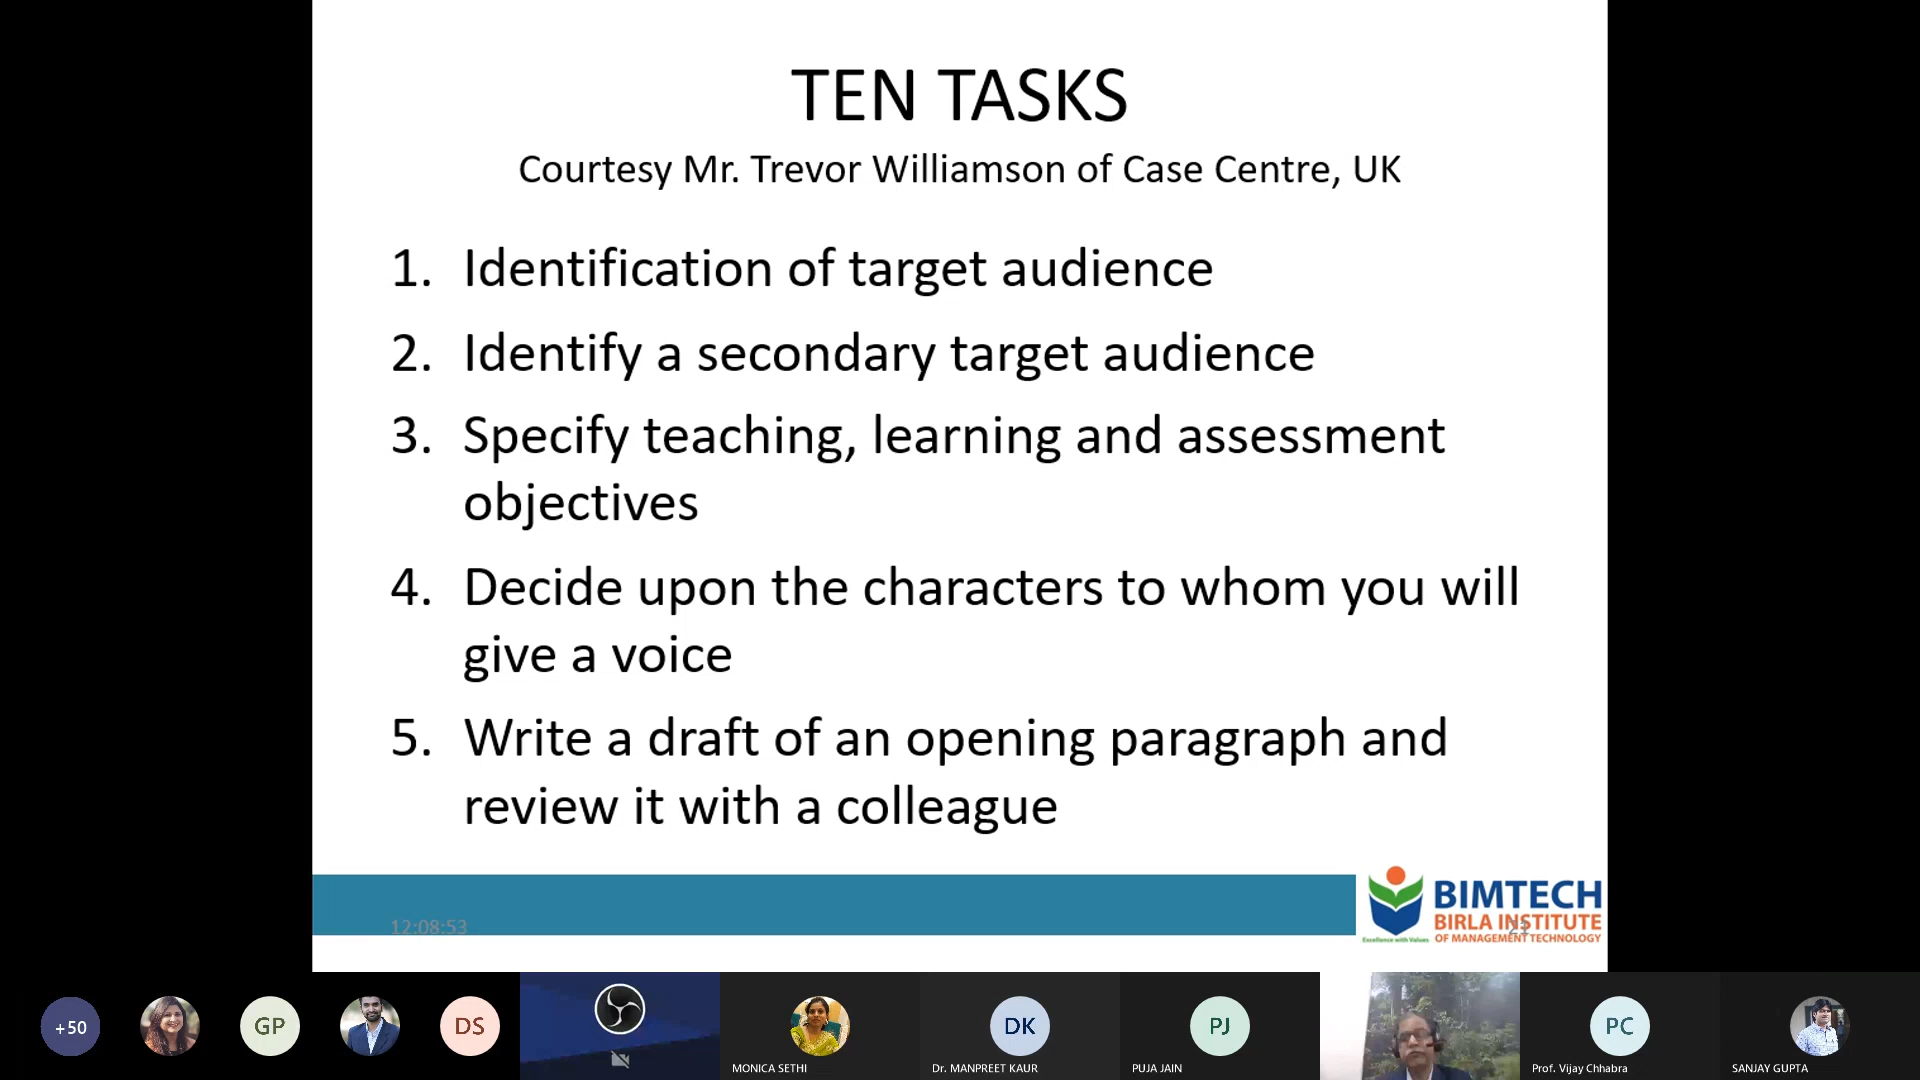 TEN TASKS
Courtesy Mr. Trevor Williamson of Case Centre, UK
1. Identification of target audience
2. Identify a secondary target audience
3. Specify teaching, learning and assessment
objectives
4. Decide upon the characters to whom you will
give a voice
5. Write a draft of an opening paragraph and
review it with a colleague
12:08:53
21
BIMTECH
BIRLA INSTITUTE
OF MANAGEMENT TECHNOLOGY
Excellence with Values
+50
GP
DS
MONICA SETHI
DK
Dr. MANPREET KAUR
PJ
PUJA JAIN
PC
Prof. Vijay Chhabra
SANJAY GUPTA